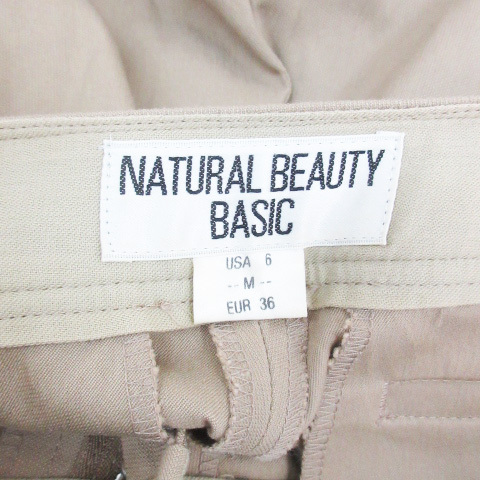 NATURAL BEAUTY
BASIC
USA 6
-- M --
EUR 36